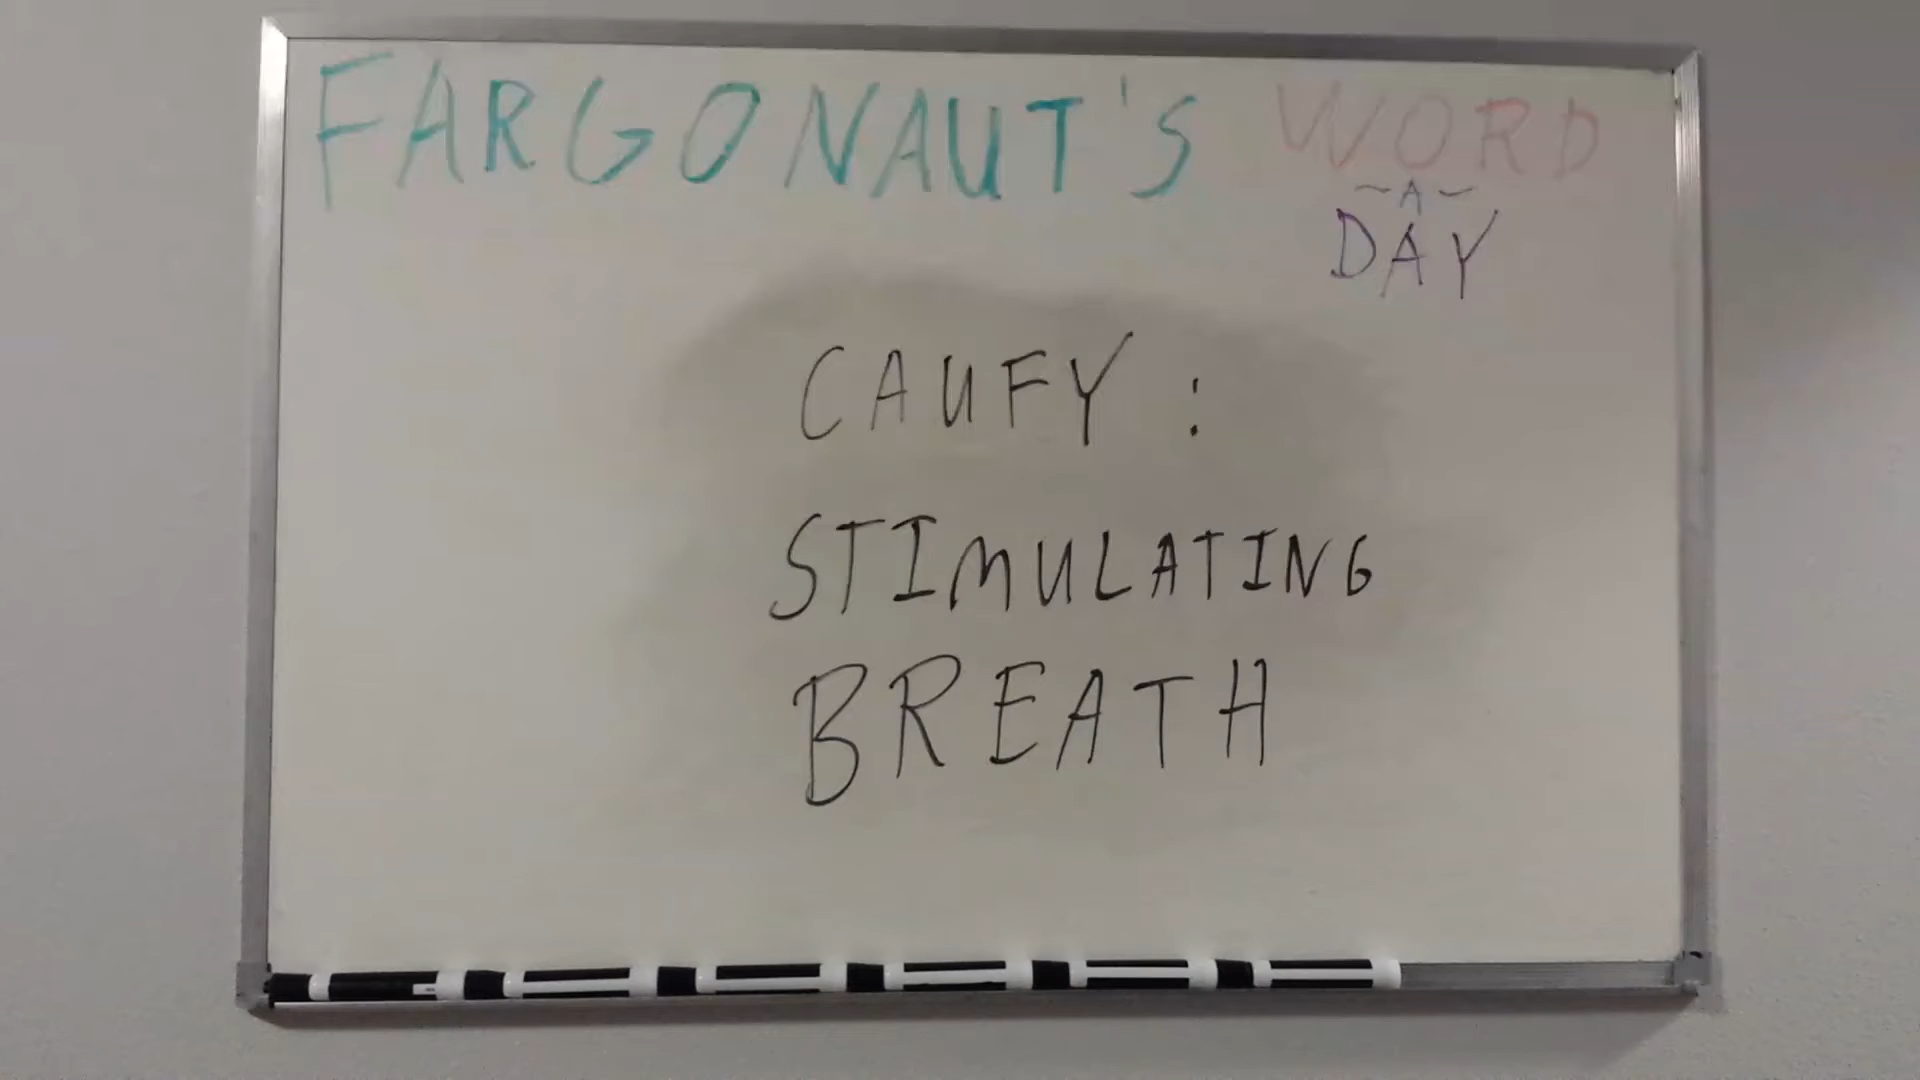 FARGONAUT'S WORD
~A~
DAY
CAUFY:
STIMULATING
BREATH